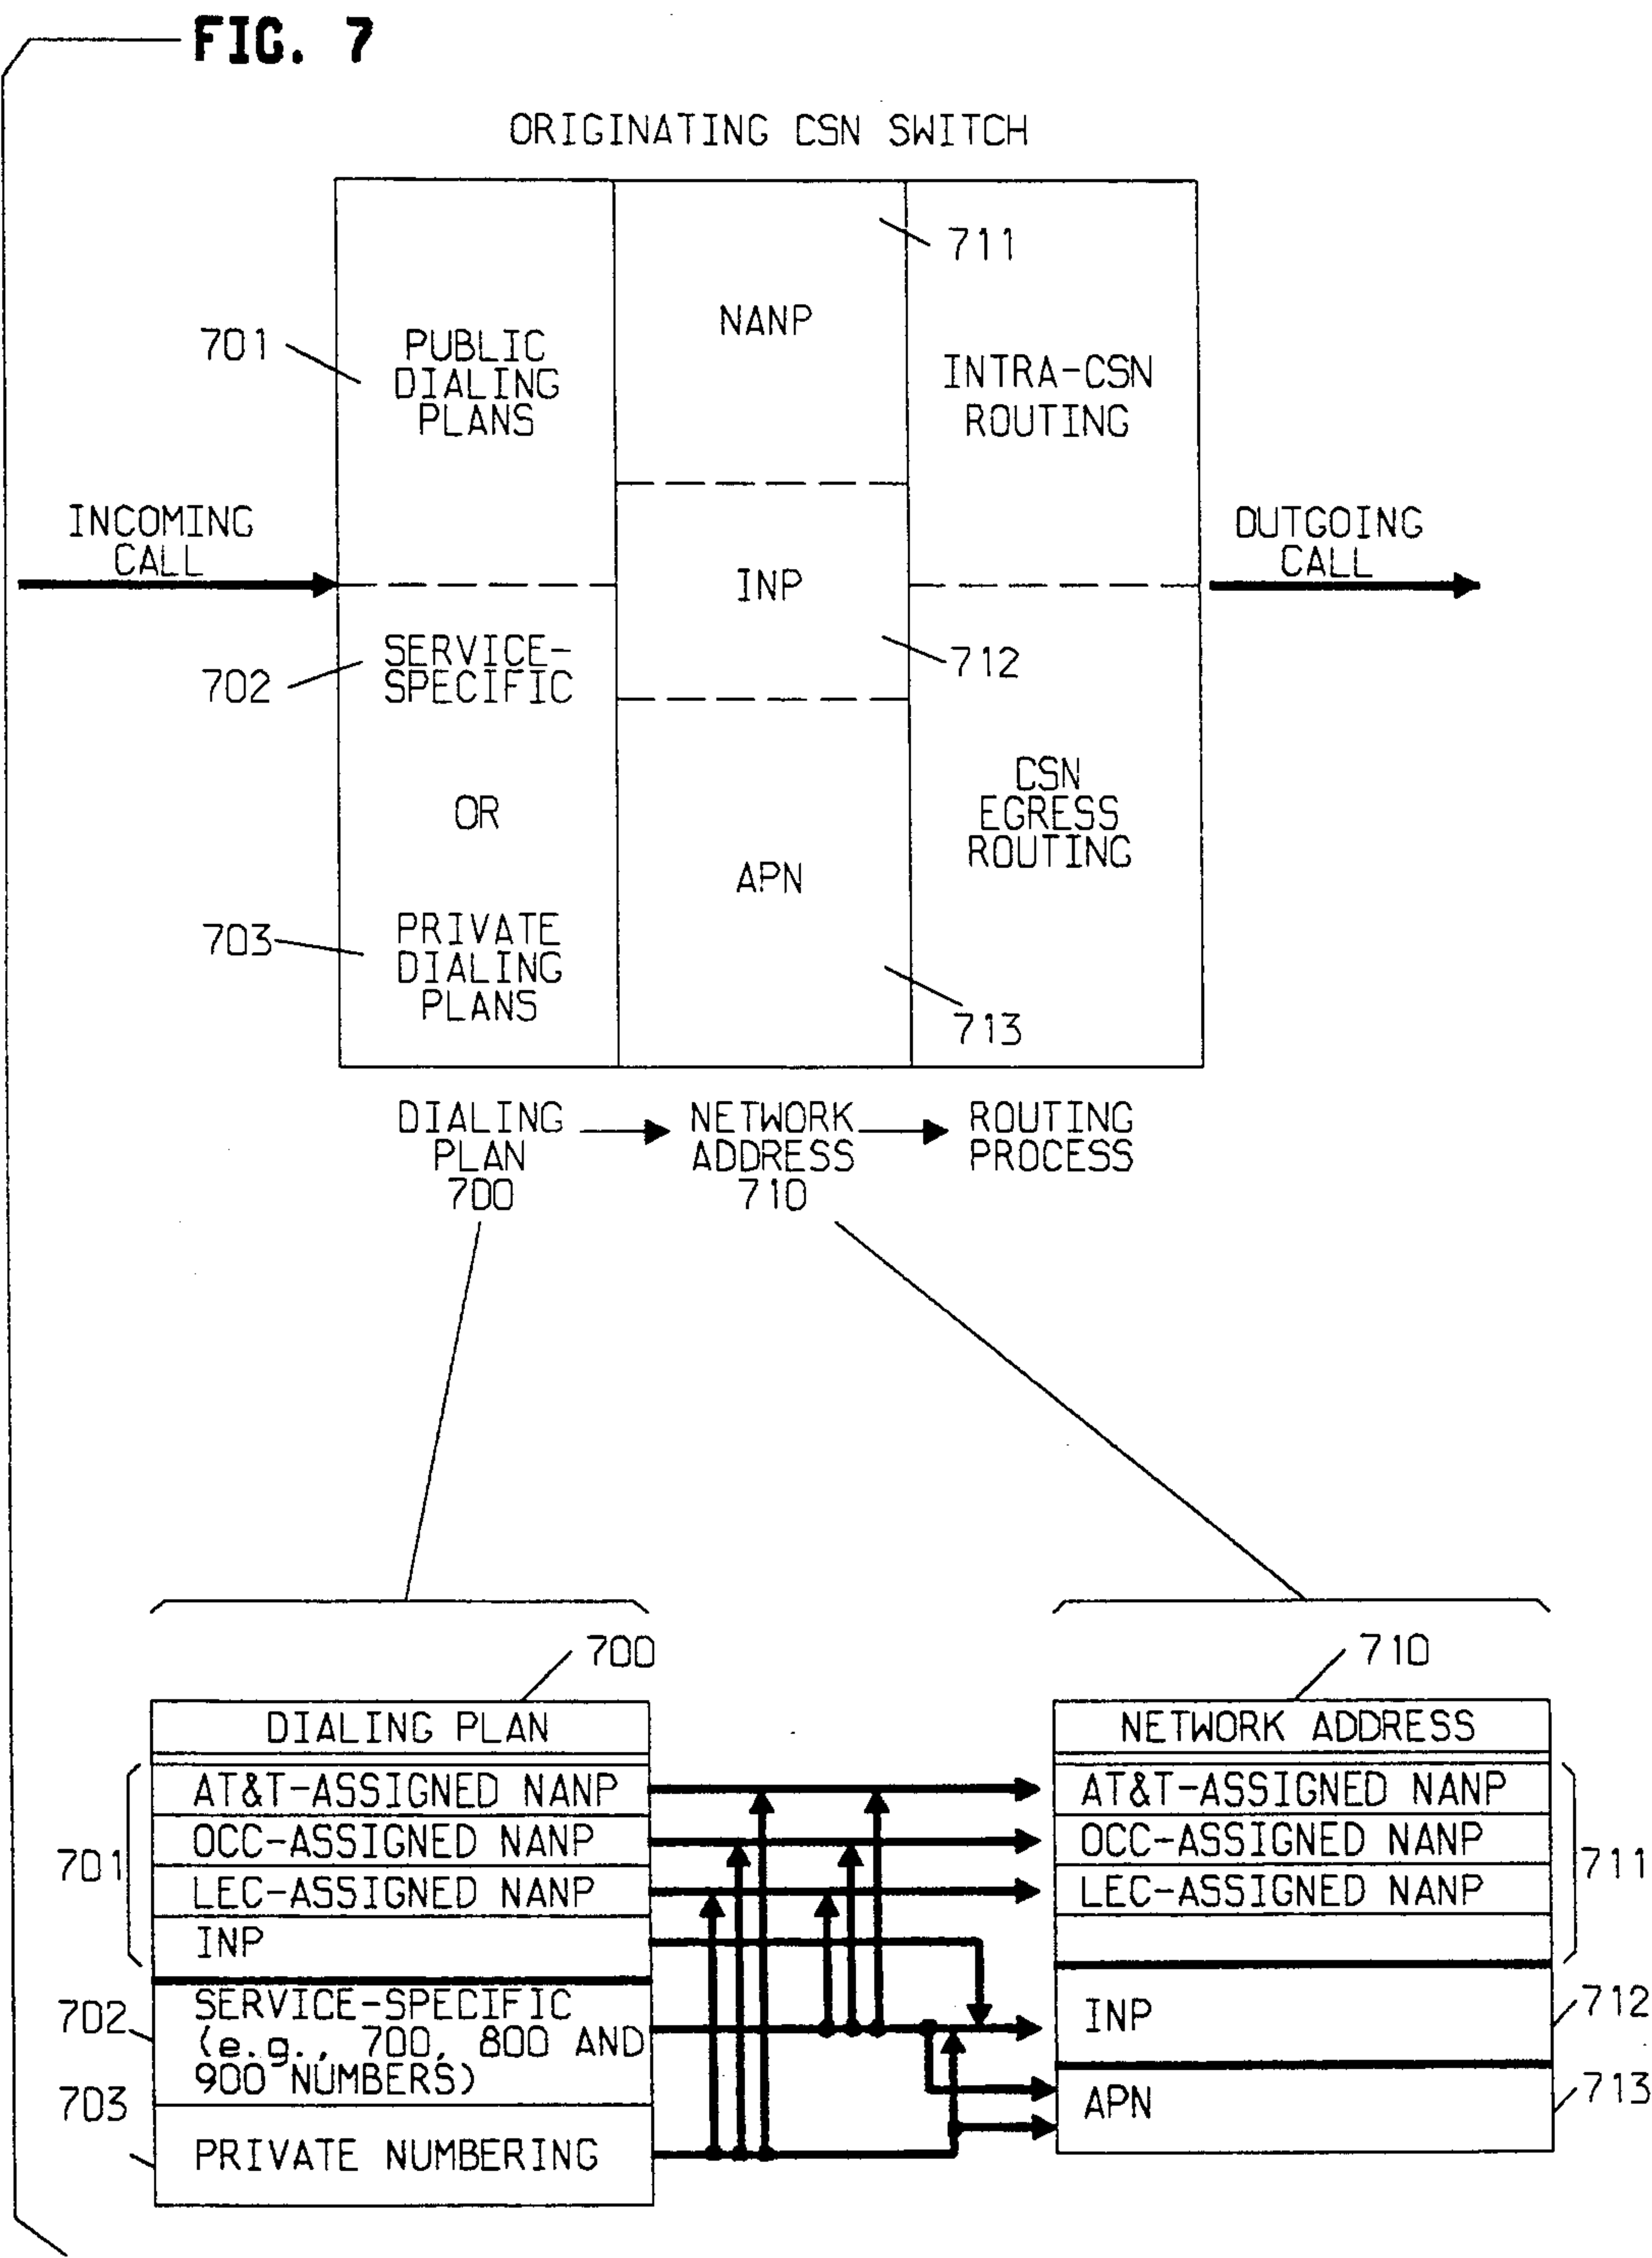 FIG. 7
ORIGINATING CSN SWITCH
711
NANP
701
PUBLIC
DIALING
PLANS
INTRA-CSN
ROUTING
INCOMING
CALL
OUTGOING
CALL
INP
SERVICE-
SPECIFIC
702
712
CSN
EGRESS
ROUTING
OR
APN
703
PRIVATE
DIALING
PLANS
713
DIALING
PLAN
700
NETWORK
ADDRESS
710
ROUTING
PROCESS
700
710
DIALING PLAN
NETWORK ADDRESS
AT&T-ASSIGNED NANP
AT&T-ASSIGNED NANP
OCC-ASSIGNED NANP
OCC-ASSIGNED NANP
701
711
LEC-ASSIGNED NANP
LEC-ASSIGNED NANP
INP
702
SERVICE-SPECIFIC
(e.g., 700, 800 AND
900 NUMBERS)
INP
712
703
APN
713
PRIVATE NUMBERING